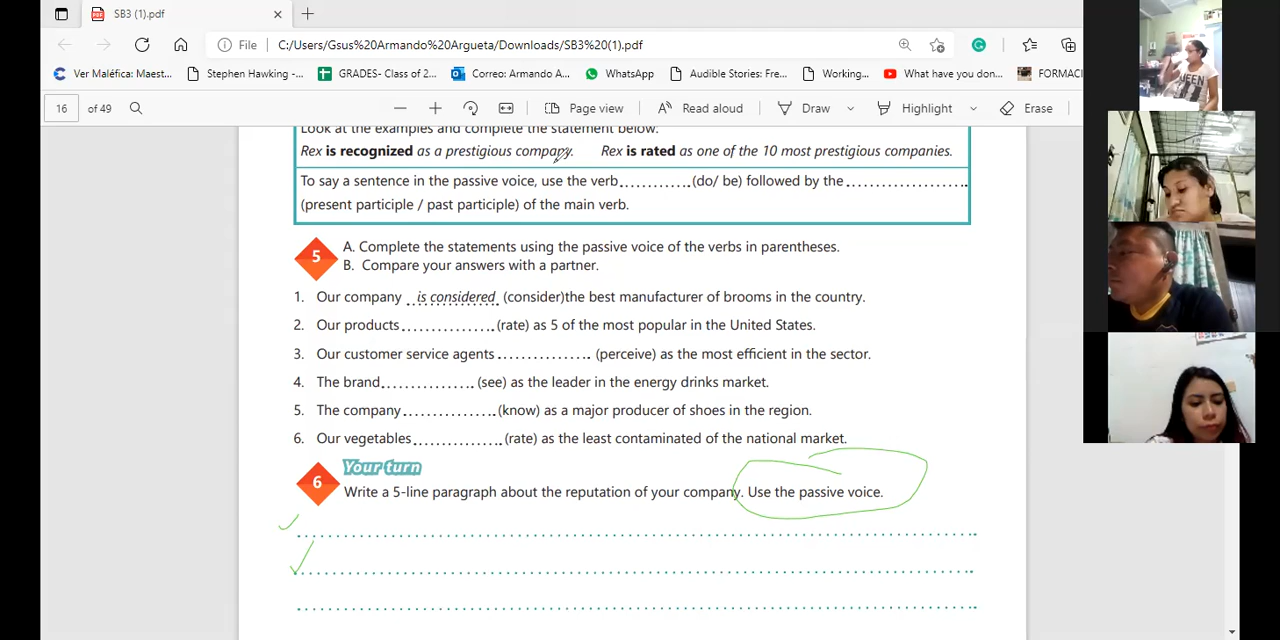 SB3 (1).pdf
File C:/Users/Gsus%20Armando%20Argueta/Downloads/SB3%20(1).pdf
Ver Maléfica: Maest... Stephen Hawking -... GRADES- Class of 2... Correo: Armando A... WhatsApp Audible Stories: Fre... Working... What have you don... FORMACI
16 of 49 Page view Read aloud Draw Highlight Erase
Look at the examples and complete the statement below.
Rex is recognized as a prestigious company. Rex is rated as one of the 10 most prestigious companies.
To say a sentence in the passive voice, use the verb............(do/ be) followed by the .....................
(present participle / past participle) of the main verb.
5 A. Complete the statements using the passive voice of the verbs in parentheses.
B. Compare your answers with a partner.
1. Our company ..is considered. (consider)the best manufacturer of brooms in the country.
2. Our products................ (rate) as 5 of the most popular in the United States.
3. Our customer service agents ................ (perceive) as the most efficient in the sector.
4. The brand................ (see) as the leader in the energy drinks market.
5. The company ................ (know) as a major producer of shoes in the region.
6. Our vegetables................ (rate) as the least contaminated of the national market.
Your turn
6 Write a 5-line paragraph about the reputation of your company. Use the passive voice.
QUEEN